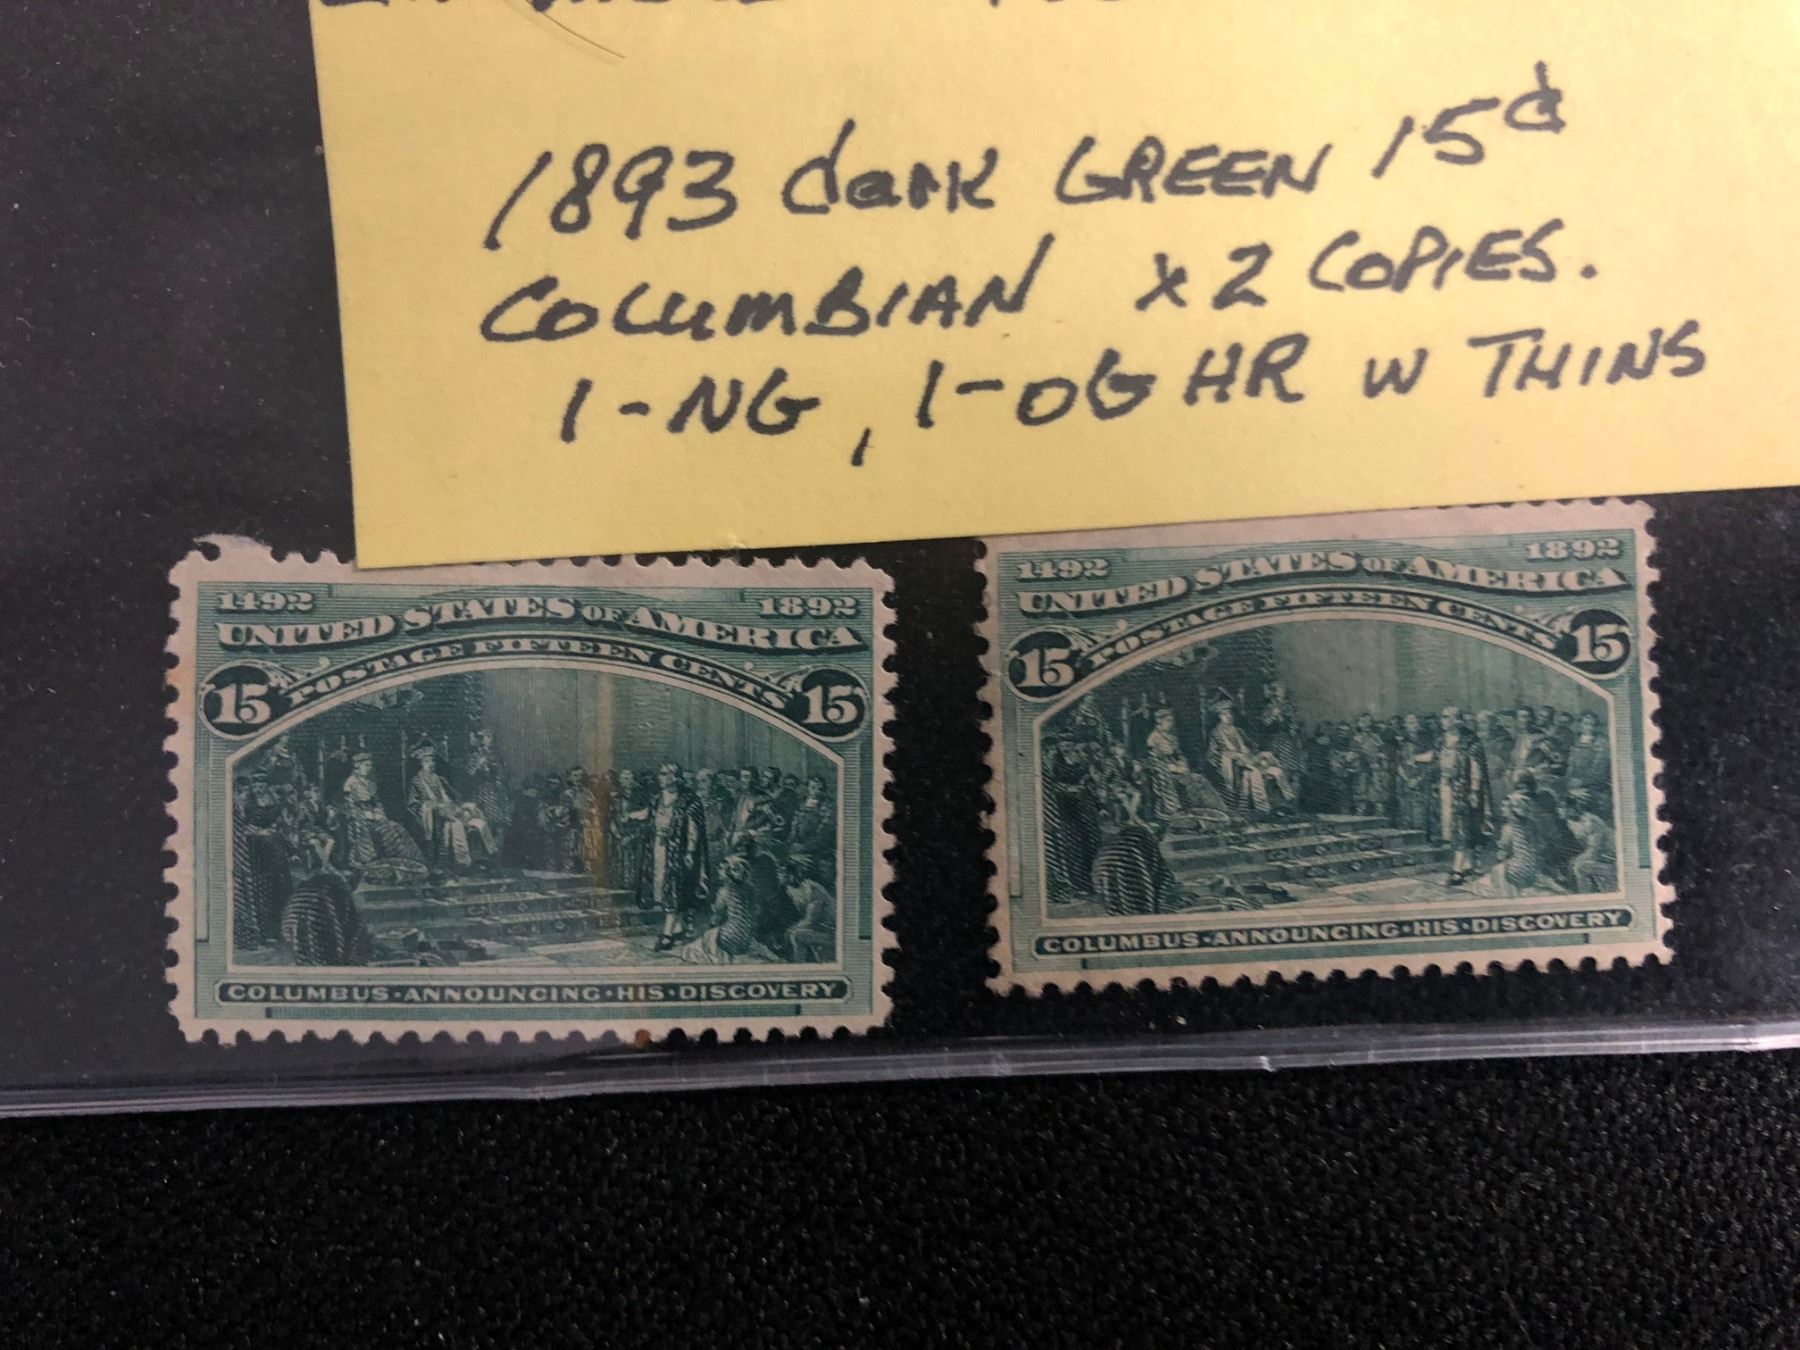 1893 dark GREEN 15¢
COLUMBIAN x 2 COPIES.
1-NG, 1-OG HR W THINS
1492 1892
UNITED STATES OF AMERICA
POSTAGE FIFTEEN CENTS
15 15
COLUMBUS·ANNOUNCING·HIS·DISCOVERY
1492 1892
UNITED STATES OF AMERICA
POSTAGE FIFTEEN CENTS
15 15
COLUMBUS·ANNOUNCING·HIS·DISCOVERY